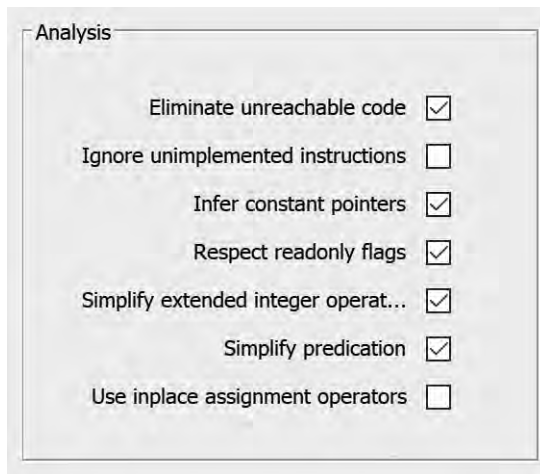 Analysis
Eliminate unreachable code
Ignore unimplemented instructions
Infer constant pointers
Respect readonly flags
Simplify extended integer operat...
Simplify predication
Use inplace assignment operators